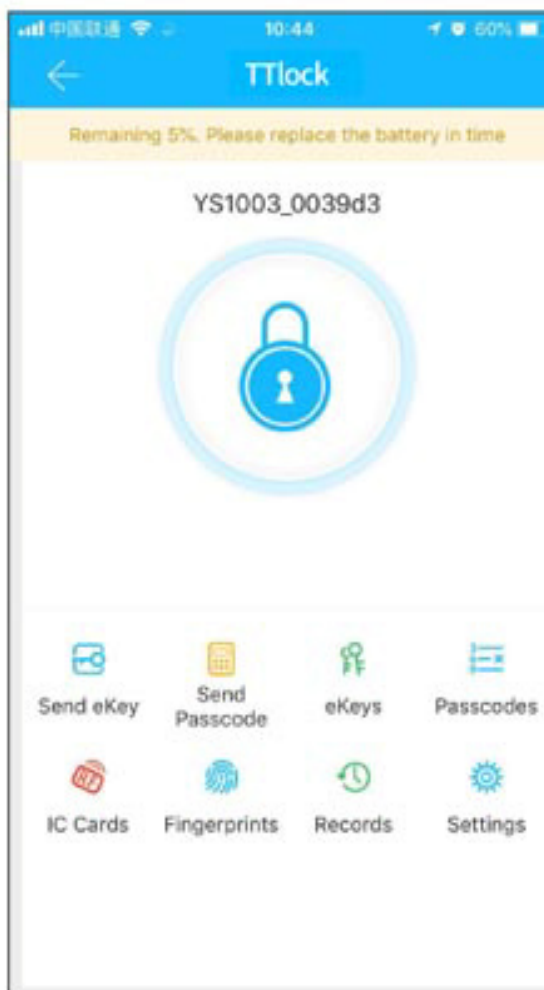 中国联通 10:44 60%
TTlock
Remaining 5%. Please replace the battery in time
YS1003_0039d3
Send eKey
Send
Passcode
eKeys
Passcodes
IC Cards
Fingerprints
Records
Settings